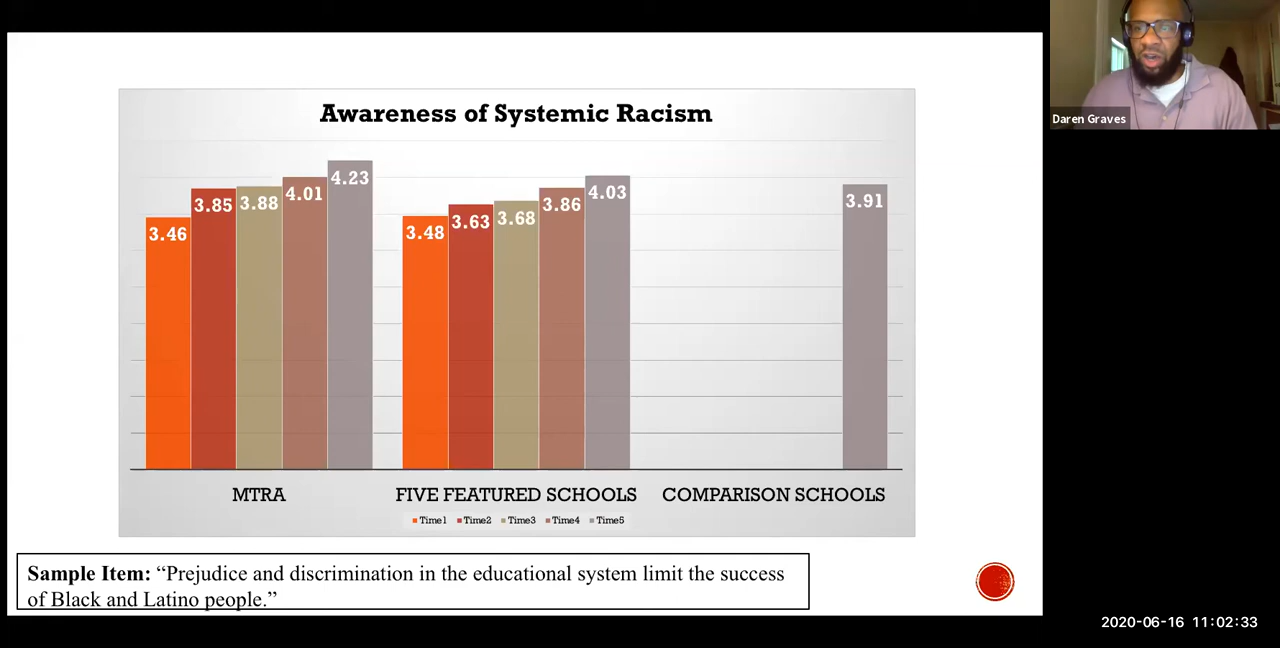 Daren Graves
Awareness of Systemic Racism
3.46
3.85
3.88
4.01
4.23
3.48
3.63
3.68
3.86
4.03
3.91
MTRA
FIVE FEATURED SCHOOLS
COMPARISON SCHOOLS
Time1 Time2 Time3 Time4 Time5
Sample Item: “Prejudice and discrimination in the educational system limit the success
of Black and Latino people.”
2020-06-16 11:02:33